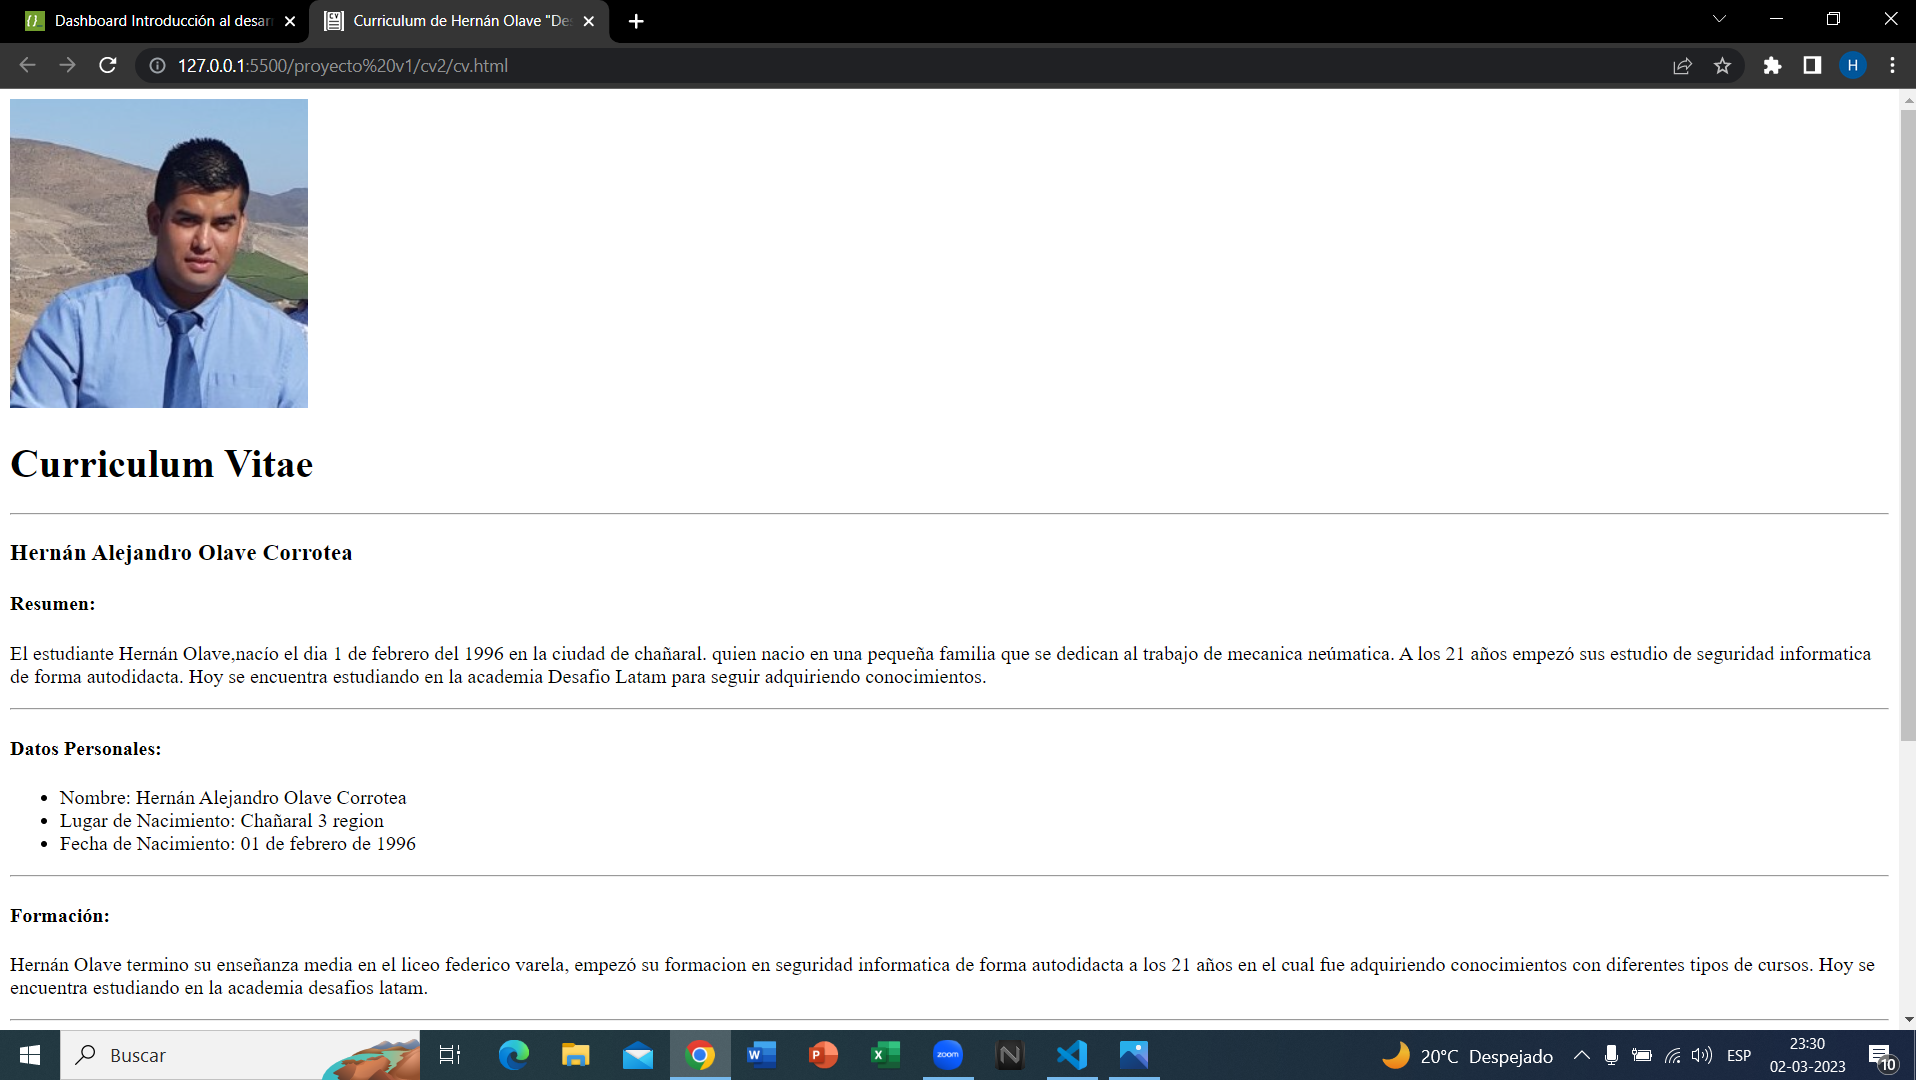 Dashboard Introducción al desar
Curriculum de Hernán Olave "De
127.0.0.1:5500/proyecto%20v1/cv2/cv.html
H
Curriculum Vitae
Hernán Alejandro Olave Corrotea
Resumen:
El estudiante Hernán Olave,nacío el dia 1 de febrero del 1996 en la ciudad de chañaral. quien nacio en una pequeña familia que se dedican al trabajo de mecanica neúmatica. A los 21 años empezó sus estudio de seguridad informatica
de forma autodidacta. Hoy se encuentra estudiando en la academia Desafio Latam para seguir adquiriendo conocimientos.
Datos Personales:
Nombre: Hernán Alejandro Olave Corrotea
Lugar de Nacimiento: Chañaral 3 region
Fecha de Nacimiento: 01 de febrero de 1996
Formación:
Hernán Olave termino su enseñanza media en el liceo federico varela, empezó su formacion en seguridad informatica de forma autodidacta a los 21 años en el cual fue adquiriendo conocimientos con diferentes tipos de cursos. Hoy se
encuentra estudiando en la academia desafios latam.
Buscar
zoom
20°C Despejado
ESP
23:30
02-03-2023
10